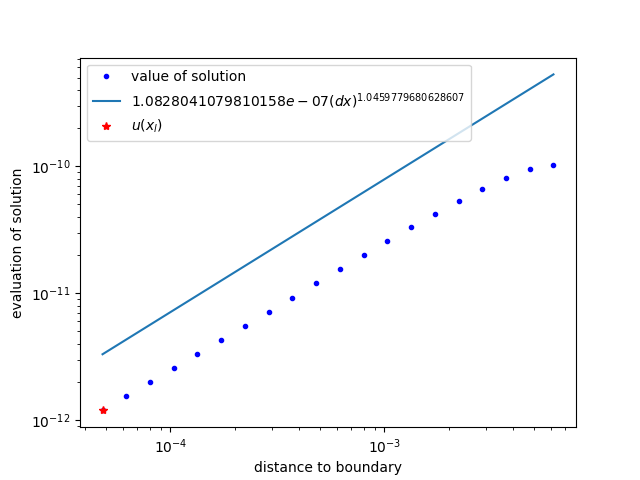 value of solution
1.0828041079810158e − 07(dx)^1.0459779680628607
u(x_l)
10^−10
10^−11
10^−12
evaluation of solution
10^−4
10^−3
distance to boundary